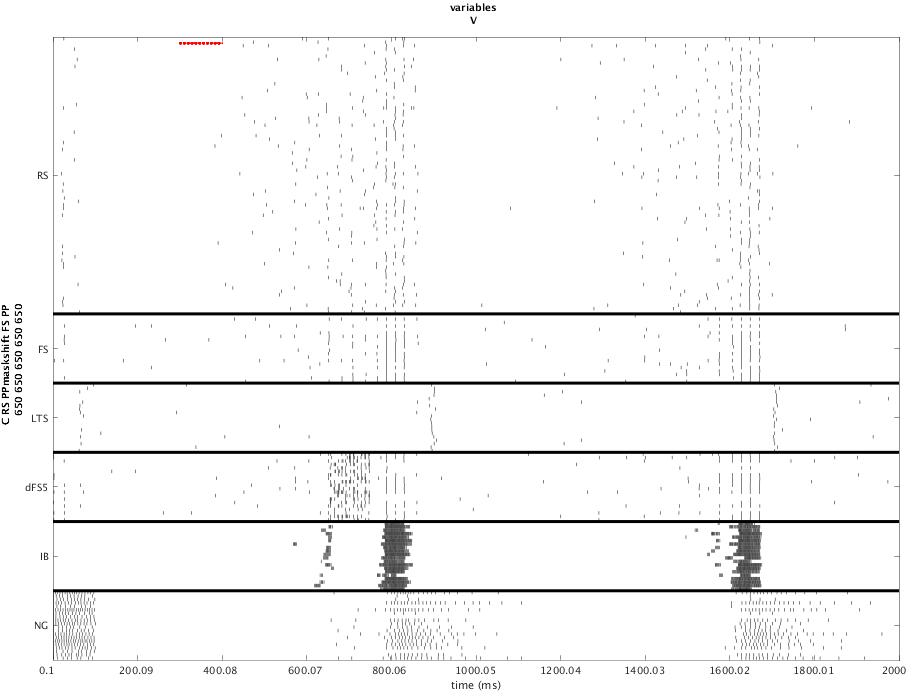 variables
V
RS
FS
LTS
dFS5
IB
NG
C RS PPmaskshift FS PP
650 650 650 650 650
0.1 200.09 400.08 600.07 800.06 1000.05 1200.04 1400.03 1600.02 1800.01 2000
time (ms)